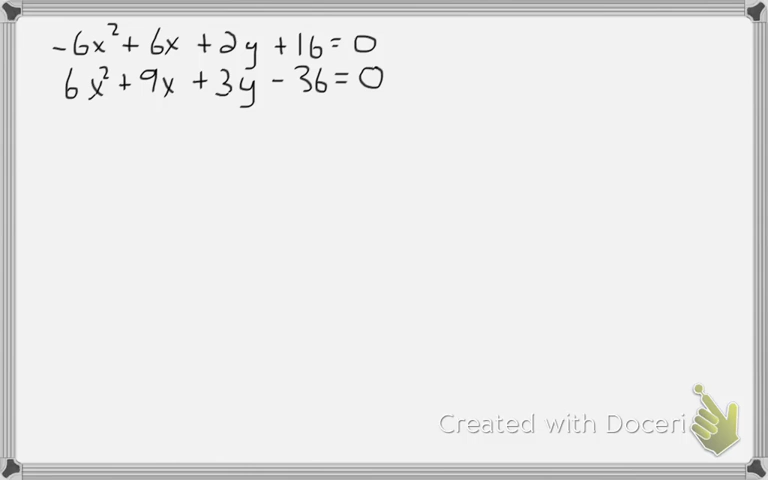 -6x² + 6x + 2y + 16 = 0
6x² + 9x + 3y - 36 = 0
Created with Doceri